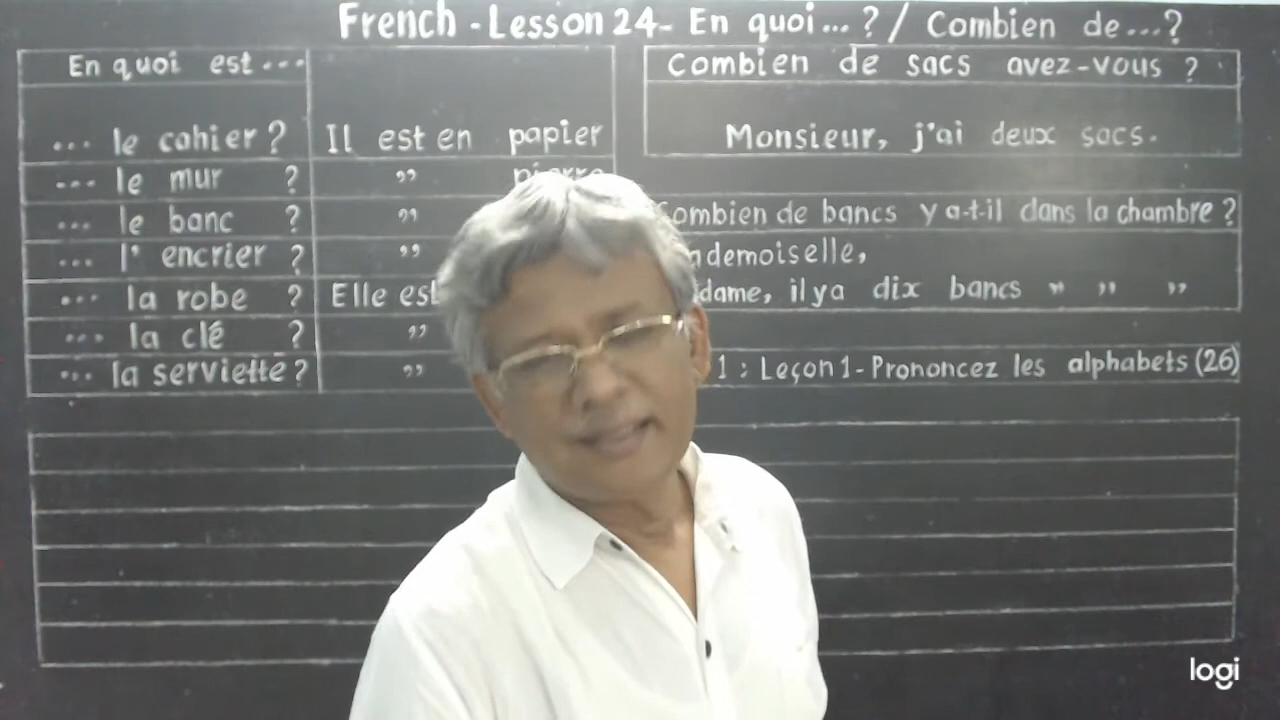 French - Lesson 24- En quoi...? / Combien de...?
En quoi est...
... le cahier ? Il est en papier
... le mur ? ”
... le banc ? ”
... l' encrier ? ”
... la robe ? Elle est
... la clé ? ”
... la serviette ? ”
Combien de sacs avez-vous ?
Monsieur, j'ai deux sacs.
Combien de bancs y a-t-il dans la chambre ?
il y a dix bancs ” ” ”
1 : Leçon 1 - Prononcez les alphabets (26)
logi